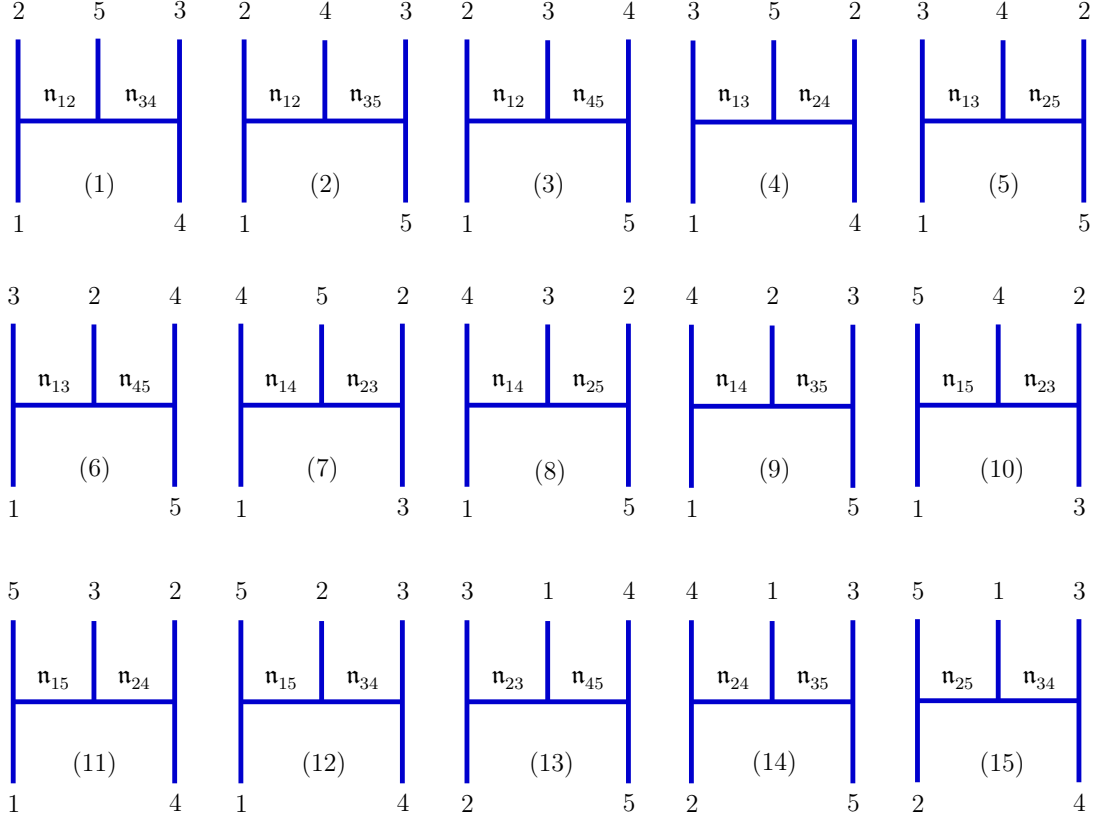 2 5 3 2 4 3 2 3 4 3 5 2 3 4 2
𝔫₁₂ 𝔫₃₄ 𝔫₁₂ 𝔫₃₅ 𝔫₁₂ 𝔫₄₅ 𝔫₁₃ 𝔫₂₄ 𝔫₁₃ 𝔫₂₅
(1) (2) (3) (4) (5)
1 4 1 5 1 5 1 4 1 5
3 2 4 4 5 2 4 3 2 4 2 3 5 4 2
𝔫₁₃ 𝔫₄₅ 𝔫₁₄ 𝔫₂₃ 𝔫₁₄ 𝔫₂₅ 𝔫₁₄ 𝔫₃₅ 𝔫₁₅ 𝔫₂₃
(6) (7) (8) (9) (10)
1 5 1 3 1 5 1 5 1 3
5 3 2 5 2 3 3 1 4 4 1 3 5 1 3
𝔫₁₅ 𝔫₂₄ 𝔫₁₅ 𝔫₃₄ 𝔫₂₃ 𝔫₄₅ 𝔫₂₄ 𝔫₃₅ 𝔫₂₅ 𝔫₃₄
(11) (12) (13) (14) (15)
1 4 1 4 2 5 2 5 2 4